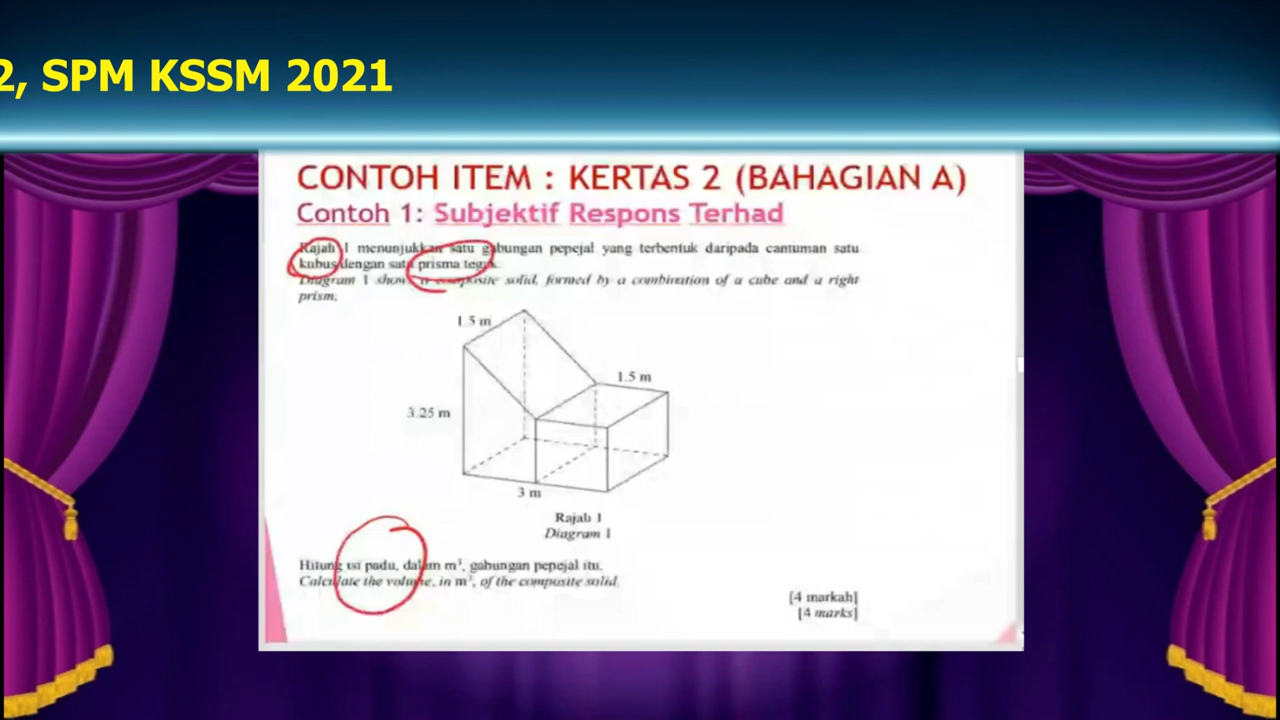 2, SPM KSSM 2021
CONTOH ITEM : KERTAS 2 (BAHAGIAN A)
Contoh 1: Subjektif Respons Terhad
Rajah 1 menunjukkan satu gabungan pepejal yang terbentuk daripada cantuman satu
kubus dengan satu prisma tegak.
Diagram 1 shows a composite solid, formed by a combination of a cube and a right
prism.
1.5 m
1.5 m
3.25 m
3 m
Rajah 1
Diagram 1
Hitung isi padu, dalam m³, gabungan pepejal itu.
Calculate the volume, in m³, of the composite solid.
[4 markah]
[4 marks]